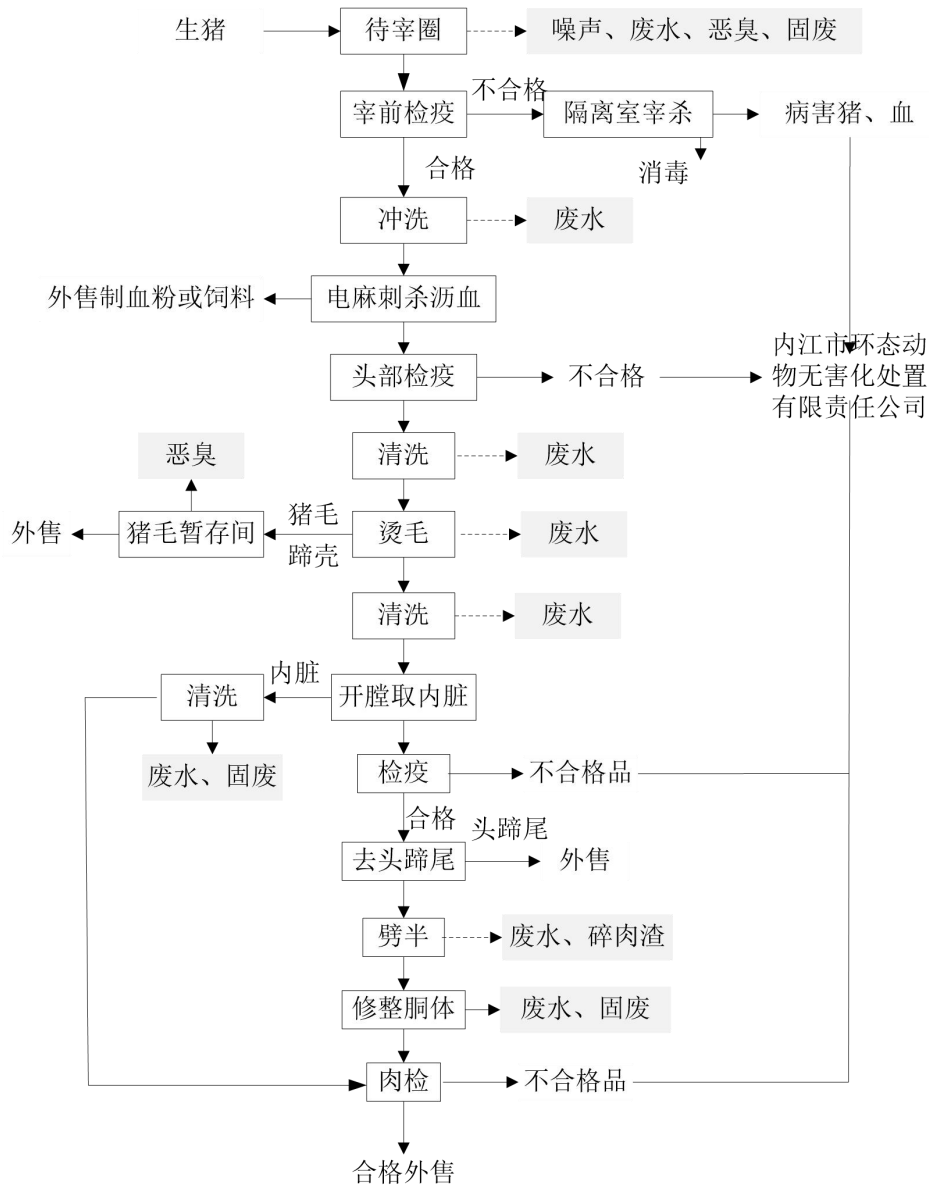 生猪
待宰圈
噪声、废水、恶臭、固废
不合格
宰前检疫
隔离室宰杀
病害猪、血
合格
消毒
冲洗
废水
外售制血粉或饲料
电麻刺杀沥血
头部检疫
不合格
内江市环态动
物无害化处置
有限责任公司
恶臭
清洗
废水
外售
猪毛暂存间
猪毛
蹄壳
烫毛
废水
清洗
废水
内脏
清洗
开膛取内脏
废水、固废
检疫
不合格品
合格
头蹄尾
去头蹄尾
外售
劈半
废水、碎肉渣
修整胴体
废水、固废
肉检
不合格品
合格外售